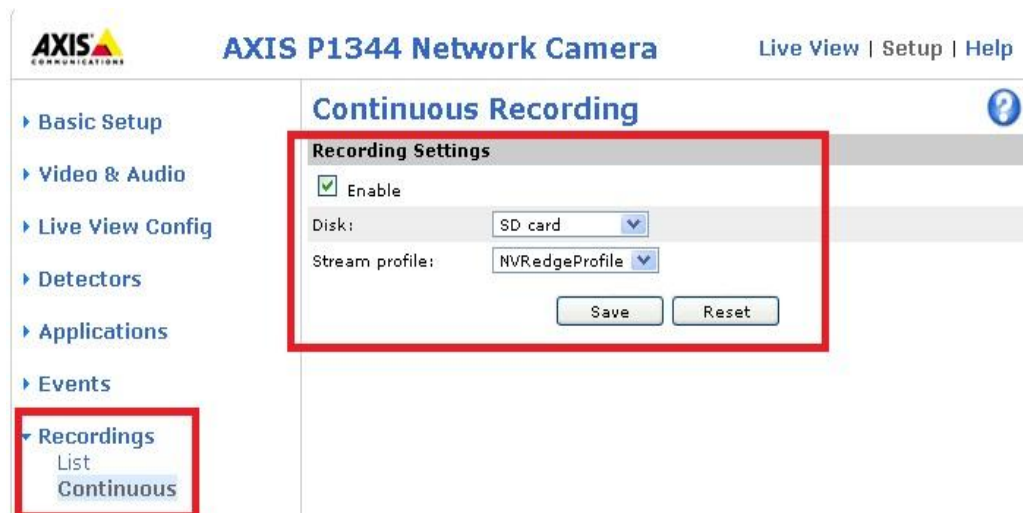 AXIS
COMMUNICATIONS
AXIS P1344 Network Camera
Live View | Setup | Help
Basic Setup
Video & Audio
Live View Config
Detectors
Applications
Events
Recordings
List
Continuous
Continuous Recording
Recording Settings
Enable
Disk: SD card
Stream profile: NVRedgeProfile
Save Reset